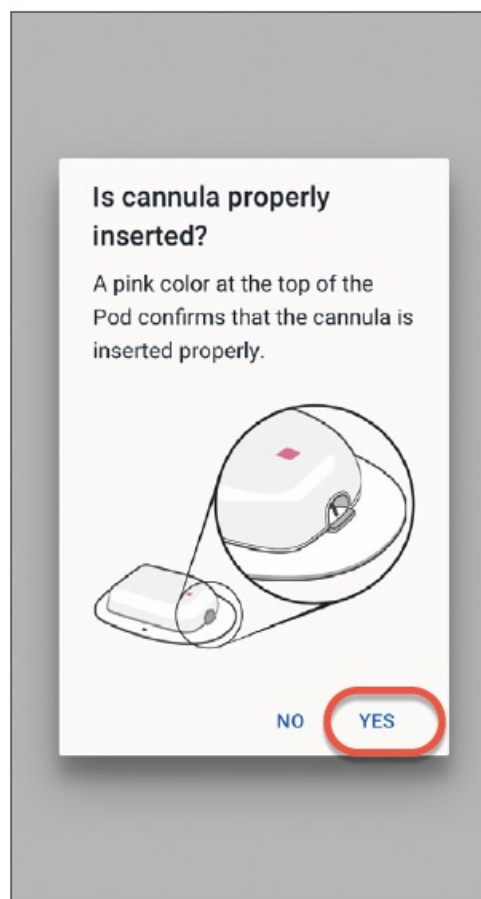 Is cannula properly
inserted?
A pink color at the top of the
Pod confirms that the cannula is
inserted properly.
NO YES